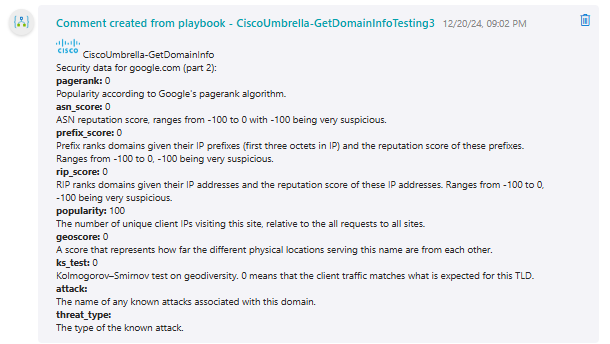 Comment created from playbook - CiscoUmbrella-GetDomainInfoTesting3 12/20/24, 09:02 PM
CISCO CiscoUmbrella-GetDomainInfo
Security data for google.com (part 2):
pagerank: 0
Popularity according to Google's pagerank algorithm.
asn_score: 0
ASN reputation score, ranges from -100 to 0 with -100 being very suspicious.
prefix_score: 0
Prefix ranks domains given their IP prefixes (first three octets in IP) and the reputation score of these prefixes.
Ranges from -100 to 0, -100 being very suspicious.
rip_score: 0
RIP ranks domains given their IP addresses and the reputation score of these IP addresses. Ranges from -100 to 0,
-100 being very suspicious.
popularity: 100
The number of unique client IPs visiting this site, relative to the all requests to all sites.
geoscore: 0
A score that represents how far the different physical locations serving this name are from each other.
ks_test: 0
Kolmogorov–Smirnov test on geodiversity. 0 means that the client traffic matches what is expected for this TLD.
attack:
The name of any known attacks associated with this domain.
threat_type:
The type of the known attack.